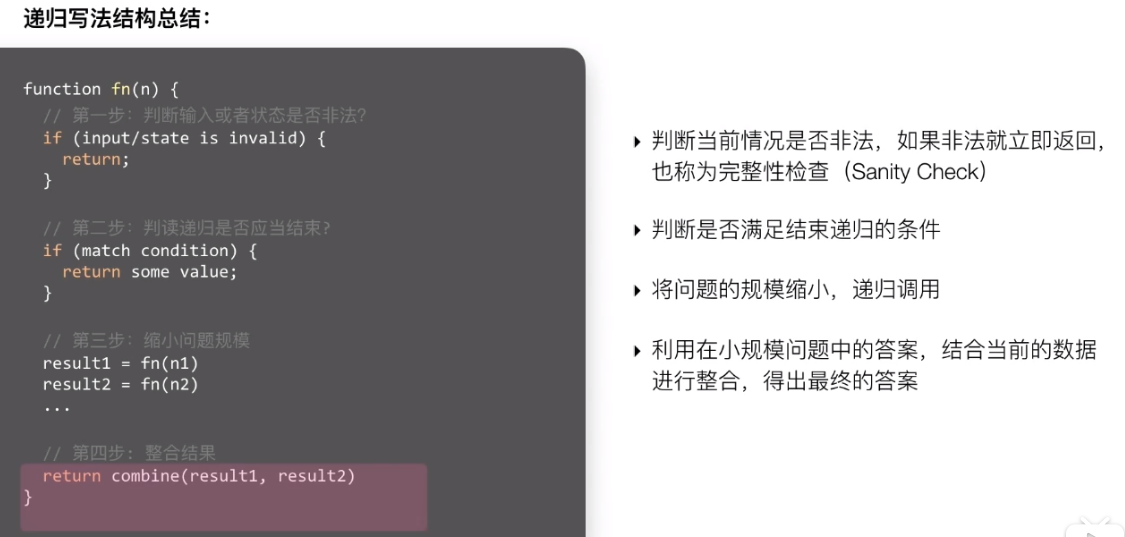 递归写法结构总结：
function fn(n) {
// 第一步：判断输入或者状态是否非法？
if (input/state is invalid) {
return;
}
// 第二步：判读递归是否应当结束?
if (match condition) {
return some value;
}
// 第三步：缩小问题规模
result1 = fn(n1)
result2 = fn(n2)
...
// 第四步：整合结果
return combine(result1, result2)
}
判断当前情况是否非法，如果非法就立即返回，
也称为完整性检查（Sanity Check）
判断是否满足结束递归的条件
将问题的规模缩小，递归调用
利用在小规模问题中的答案，结合当前的数据
进行整合，得出最终的答案